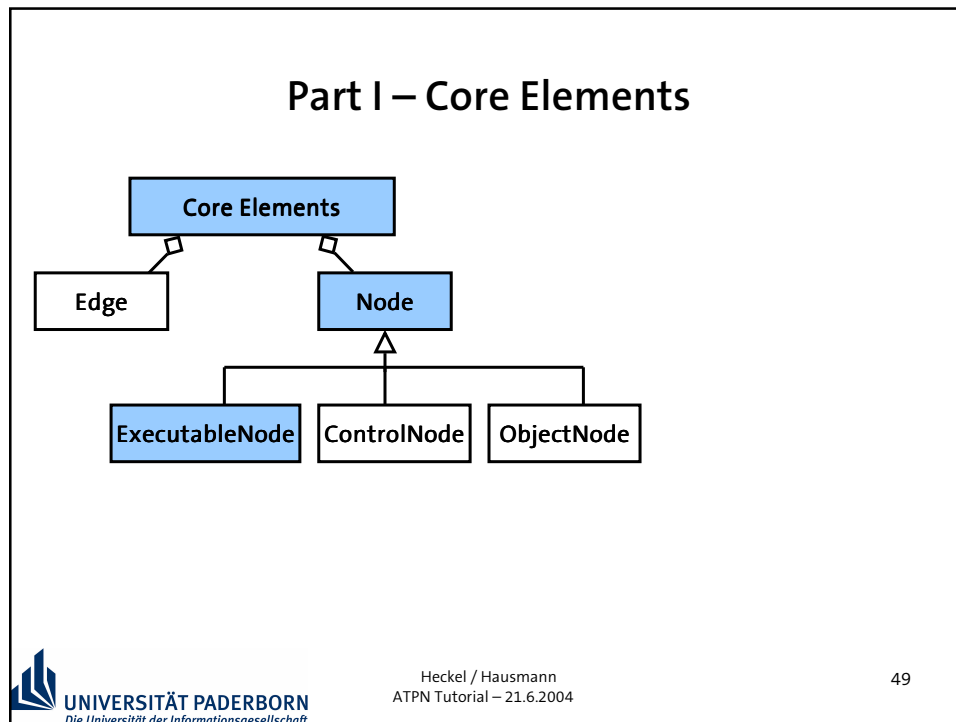 Part I – Core Elements
Core Elements
Edge
Node
ExecutableNode
ControlNode
ObjectNode
UNIVERSITÄT PADERBORN
Die Universität der Informationsgesellschaft
Heckel / Hausmann
ATPN Tutorial – 21.6.2004
49